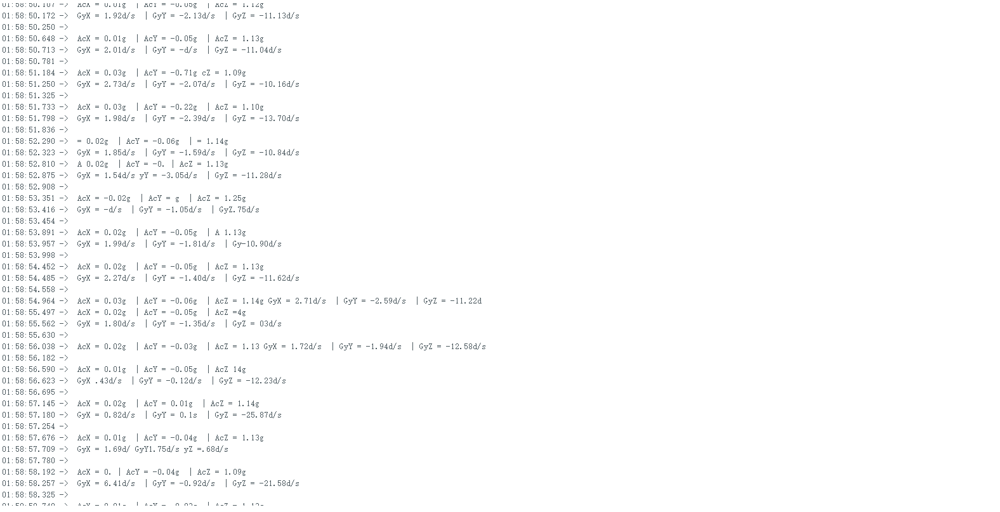 01:58:50.107 -> AcX = 0.01g | AcY = -0.05g | AcZ = 1.12g
01:58:50.172 -> GyX = 1.92d/s | GyY = -2.13d/s | GyZ = -11.13d/s
01:58:50.250 ->
01:58:50.648 -> AcX = 0.01g | AcY = -0.05g | AcZ = 1.13g
01:58:50.713 -> GyX = 2.01d/s | GyY = -d/s | GyZ = -11.04d/s
01:58:50.781 ->
01:58:51.184 -> AcX = 0.03g | AcY = -0.71g cZ = 1.09g
01:58:51.250 -> GyX = 2.73d/s | GyY = -2.07d/s | GyZ = -10.16d/s
01:58:51.325 ->
01:58:51.733 -> AcX = 0.03g | AcY = -0.22g | AcZ = 1.10g
01:58:51.798 -> GyX = 1.98d/s | GyY = -2.39d/s | GyZ = -13.70d/s
01:58:51.836 ->
01:58:52.290 -> = 0.02g | AcY = -0.06g | = 1.14g
01:58:52.323 -> GyX = 1.85d/s | GyY = -1.59d/s | GyZ = -10.84d/s
01:58:52.810 -> A 0.02g | AcY = -0. | AcZ = 1.13g
01:58:52.875 -> GyX = 1.54d/s yY = -3.05d/s | GyZ = -11.28d/s
01:58:52.908 ->
01:58:53.351 -> AcX = -0.02g | AcY = g | AcZ = 1.25g
01:58:53.416 -> GyX = -d/s | GyY = -1.05d/s | GyZ.75d/s
01:58:53.454 ->
01:58:53.891 -> AcX = 0.02g | AcY = -0.05g | A 1.13g
01:58:53.957 -> GyX = 1.99d/s | GyY = -1.81d/s | Gy-10.90d/s
01:58:53.998 ->
01:58:54.452 -> AcX = 0.02g | AcY = -0.05g | AcZ = 1.13g
01:58:54.485 -> GyX = 2.27d/s | GyY = -1.40d/s | GyZ = -11.62d/s
01:58:54.558 ->
01:58:54.964 -> AcX = 0.03g | AcY = -0.06g | AcZ = 1.14g GyX = 2.71d/s | GyY = -2.59d/s | GyZ = -11.22d
01:58:55.497 -> AcX = 0.02g | AcY = -0.05g | AcZ =4g
01:58:55.562 -> GyX = 1.80d/s | GyY = -1.35d/s | GyZ = 03d/s
01:58:55.630 ->
01:58:56.038 -> AcX = 0.02g | AcY = -0.03g | AcZ = 1.13 GyX = 1.72d/s | GyY = -1.94d/s | GyZ = -12.58d/s
01:58:56.182 ->
01:58:56.590 -> AcX = 0.01g | AcY = -0.05g | AcZ 14g
01:58:56.623 -> GyX .43d/s | GyY = -0.12d/s | GyZ = -12.23d/s
01:58:56.695 ->
01:58:57.145 -> AcX = 0.02g | AcY = 0.01g | AcZ = 1.14g
01:58:57.180 -> GyX = 0.82d/s | GyY = 0.1s | GyZ = -25.87d/s
01:58:57.254 ->
01:58:57.676 -> AcX = 0.01g | AcY = -0.04g | AcZ = 1.13g
01:58:57.709 -> GyX = 1.69d/ GyY1.75d/s yZ =.68d/s
01:58:57.780 ->
01:58:58.192 -> AcX = 0. | AcY = -0.04g | AcZ = 1.09g
01:58:58.257 -> GyX = 6.41d/s | GyY = -0.92d/s | GyZ = -21.58d/s
01:58:58.325 ->